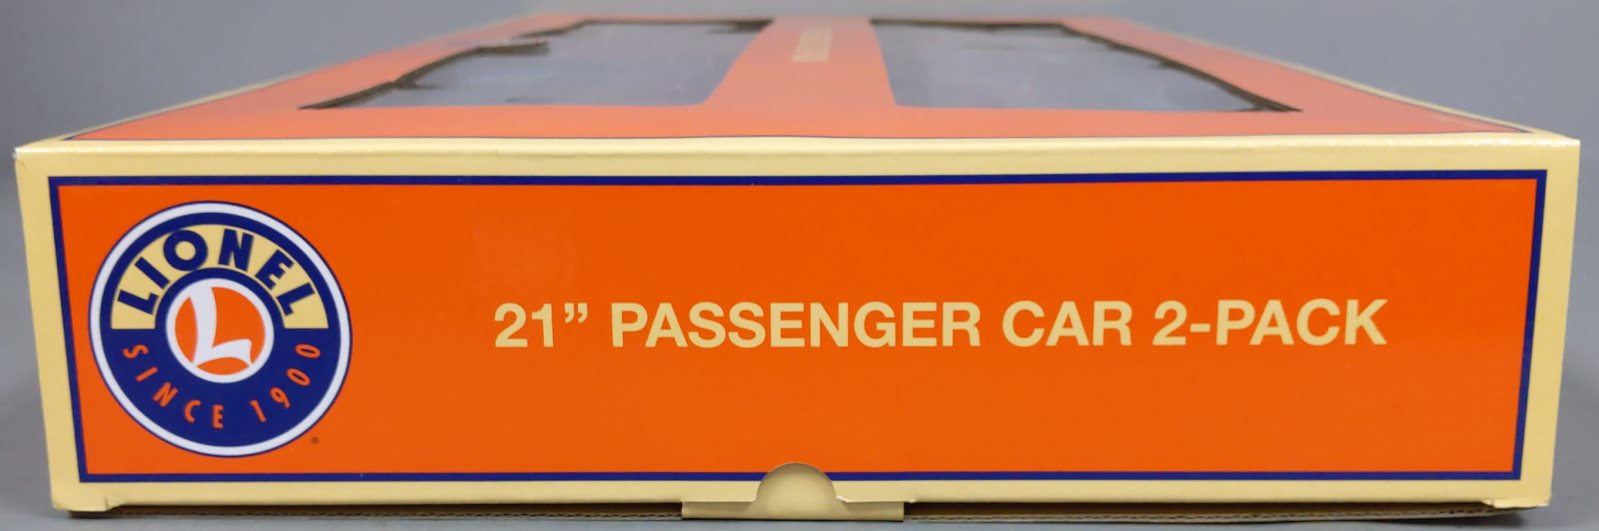 LIONEL
L
SINCE 1900
®
21” PASSENGER CAR 2-PACK